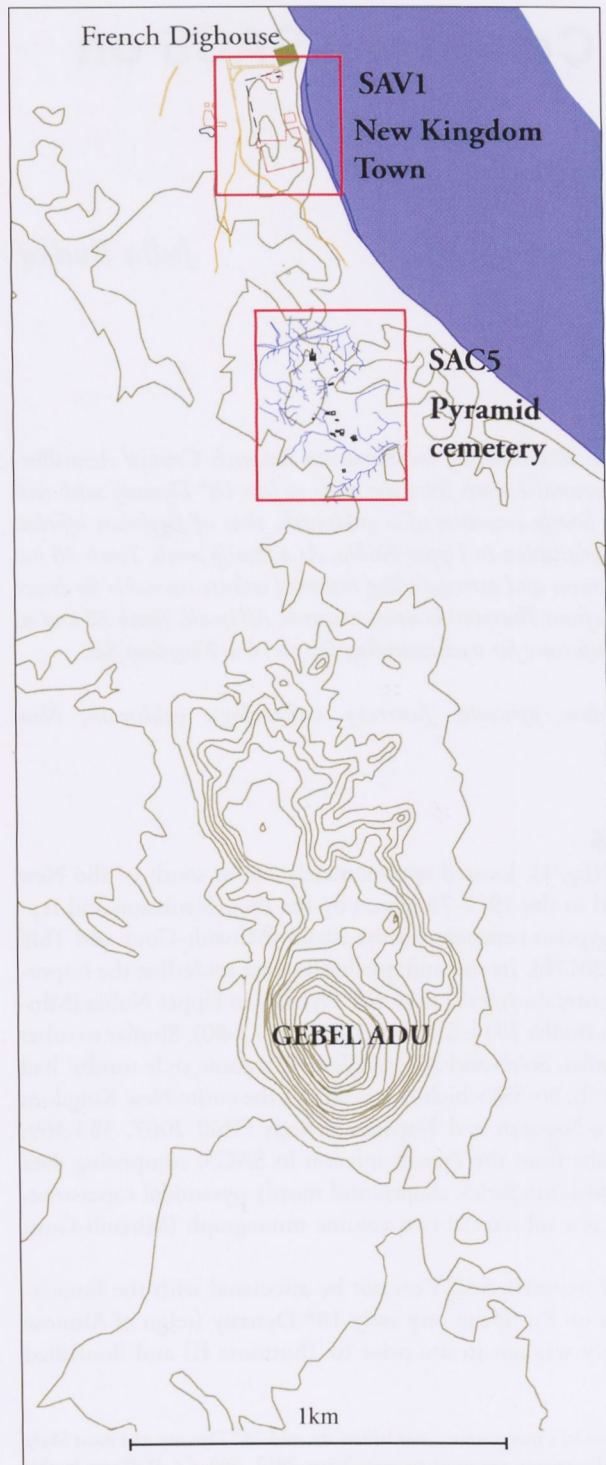 French Dighouse
SAV1
New Kingdom
Town
SAC5
Pyramid
cemetery
GEBEL ADU
1km